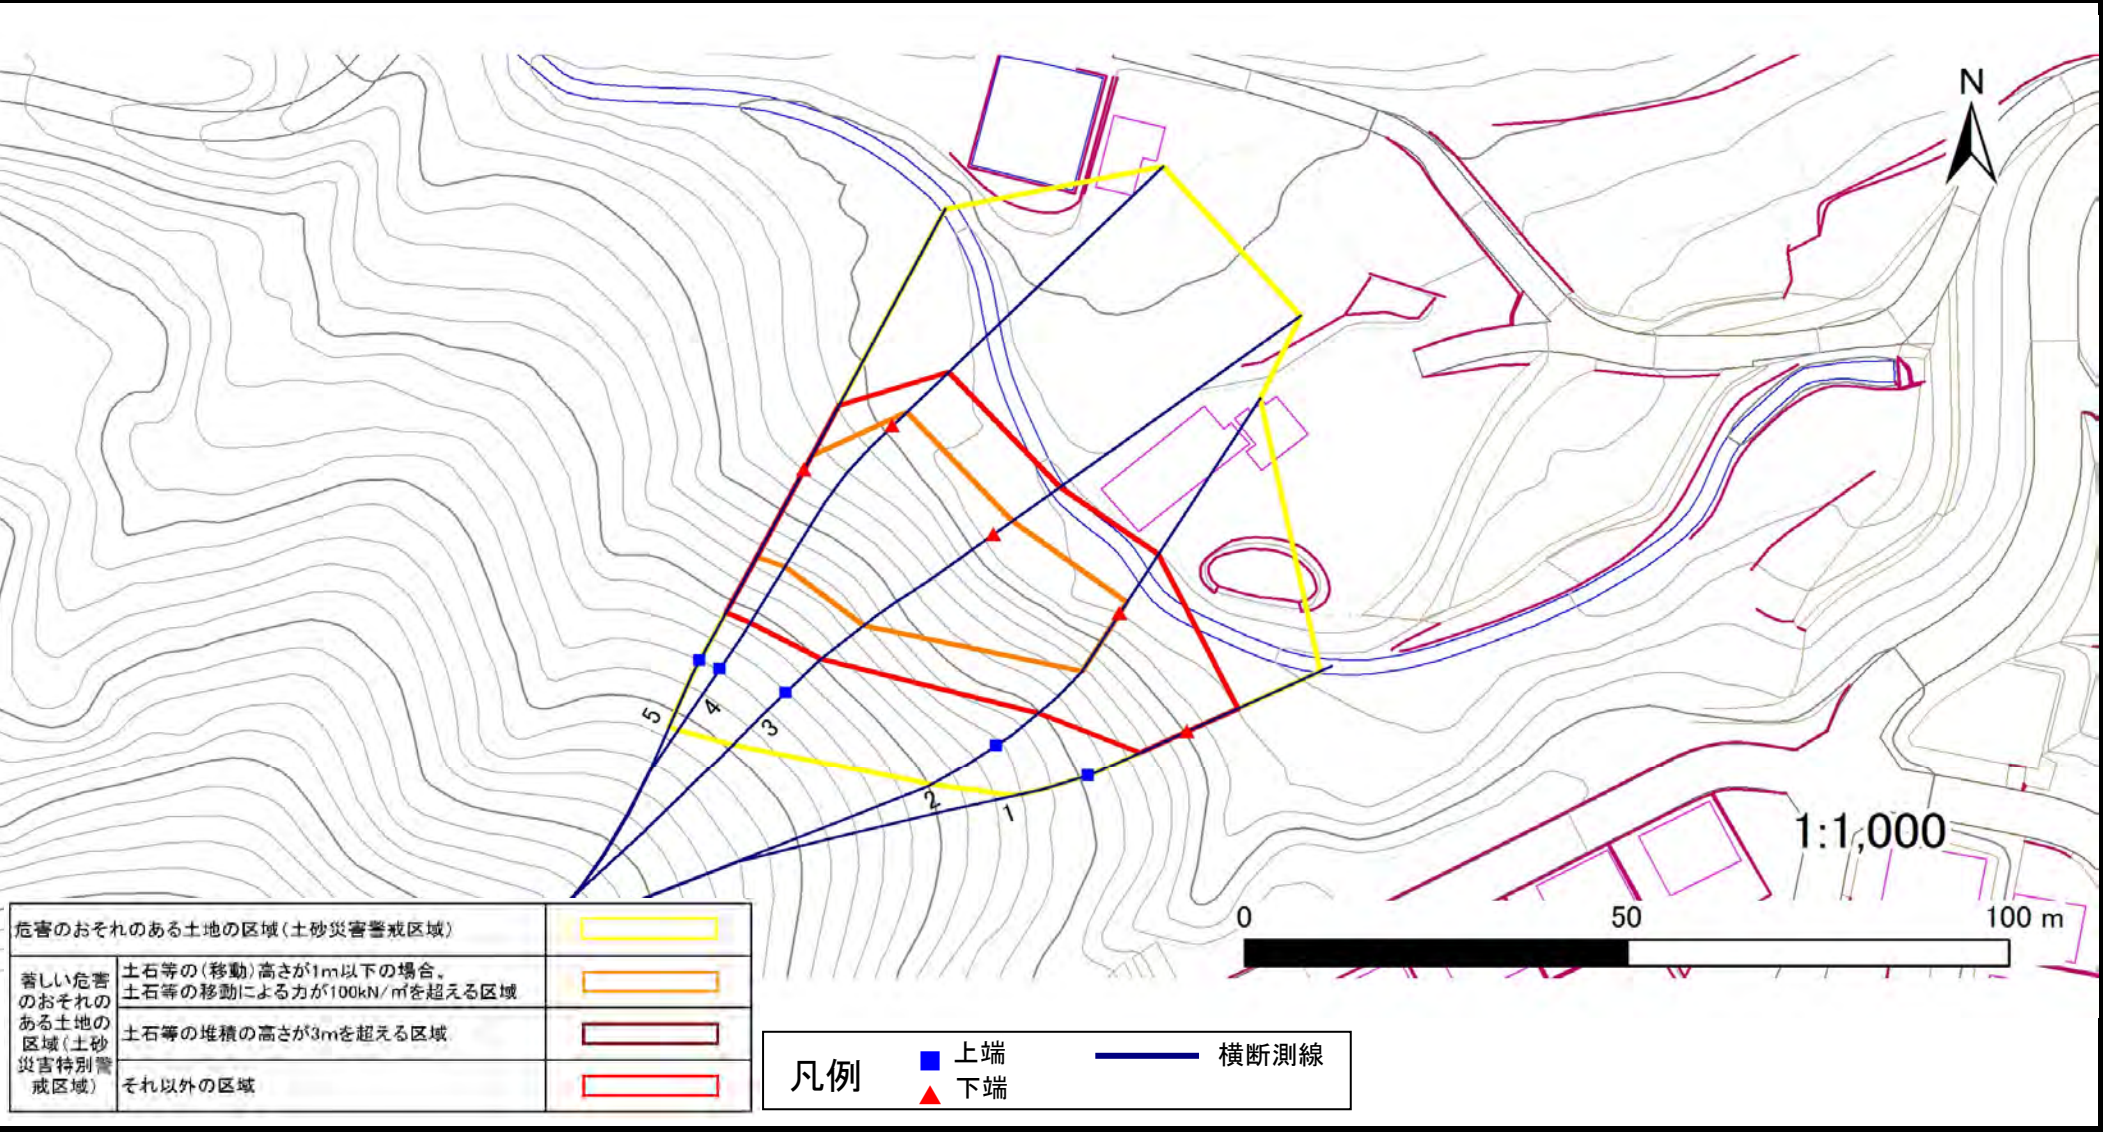 N
5
4
3
2
1
1:1,000
0 50 100 m
危害のおそれのある土地の区域(土砂災害警戒区域)
著しい危害のおそれのある土地の区域(土砂災害特別警戒区域)
土石等の(移動)高さが1m以下の場合、
土石等の移動による力が100kN/㎡を超える区域
土石等の堆積の高さが3mを超える区域
それ以外の区域
凡例
上端
下端
横断測線